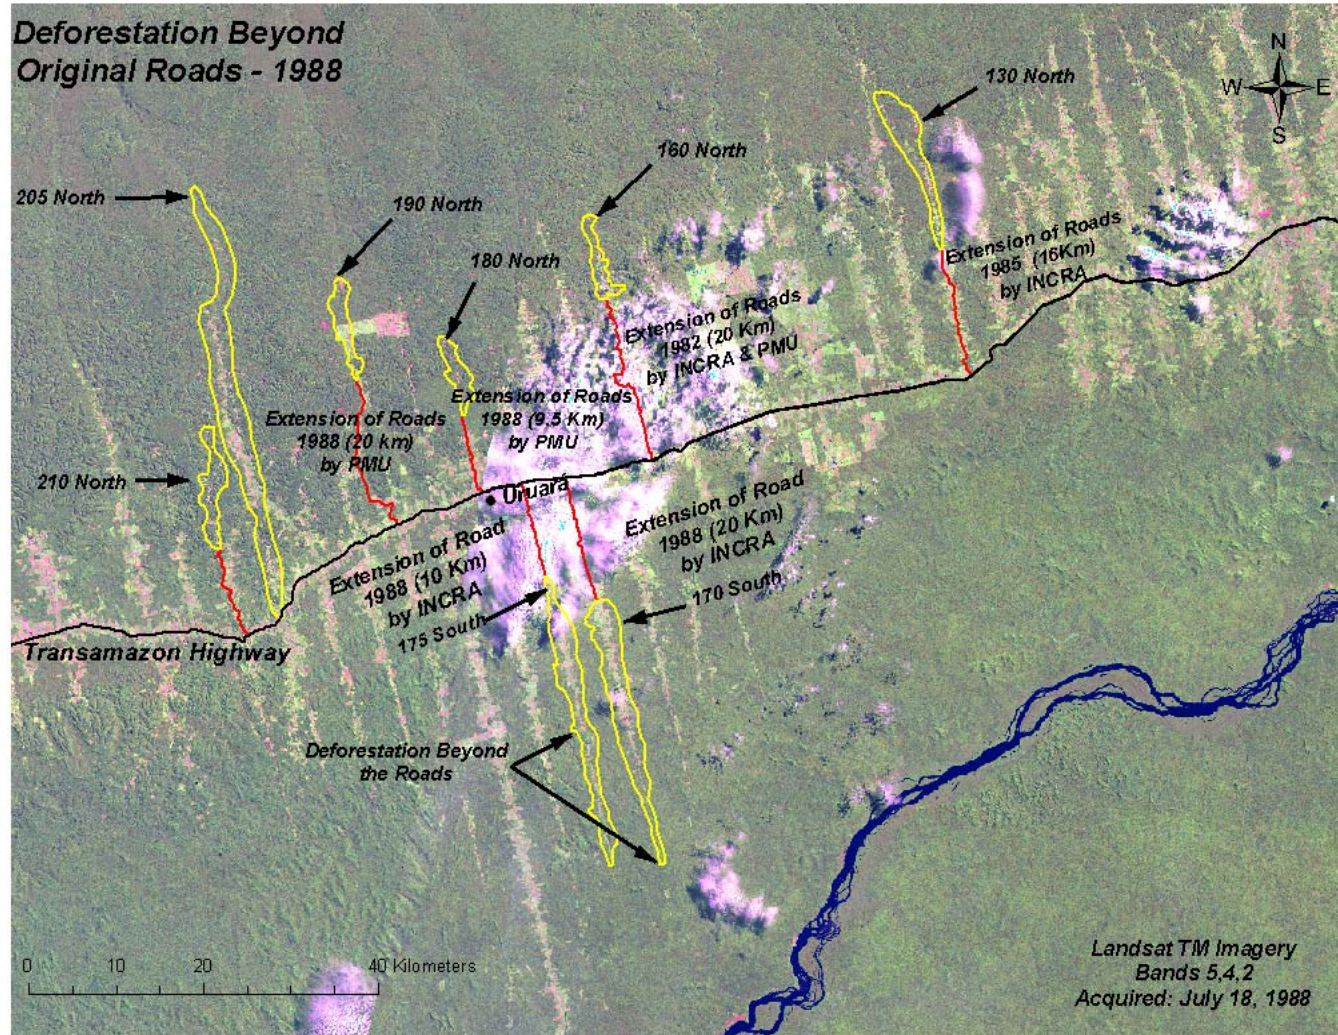 Deforestation Beyond
Original Roads - 1988
N
W E
S
130 North
160 North
205 North
190 North
180 North
Extension of Roads
1985 (16Km)
by INCRA
Extension of Roads
1982 (20 Km)
by INCRA & PMU
Extension of Roads
1988 (20 km)
by PMU
Extension of Roads
1988 (9.5 Km)
by PMU
210 North
Uruará
Extension of Road
1988 (20 Km)
by INCRA
Extension of Road
1988 (10 Km)
by INCRA
170 South
175 South
Transamazon Highway
Deforestation Beyond
the Roads
0 10 20 40 Kilometers
Landsat TM Imagery
Bands 5,4,2
Acquired: July 18, 1988